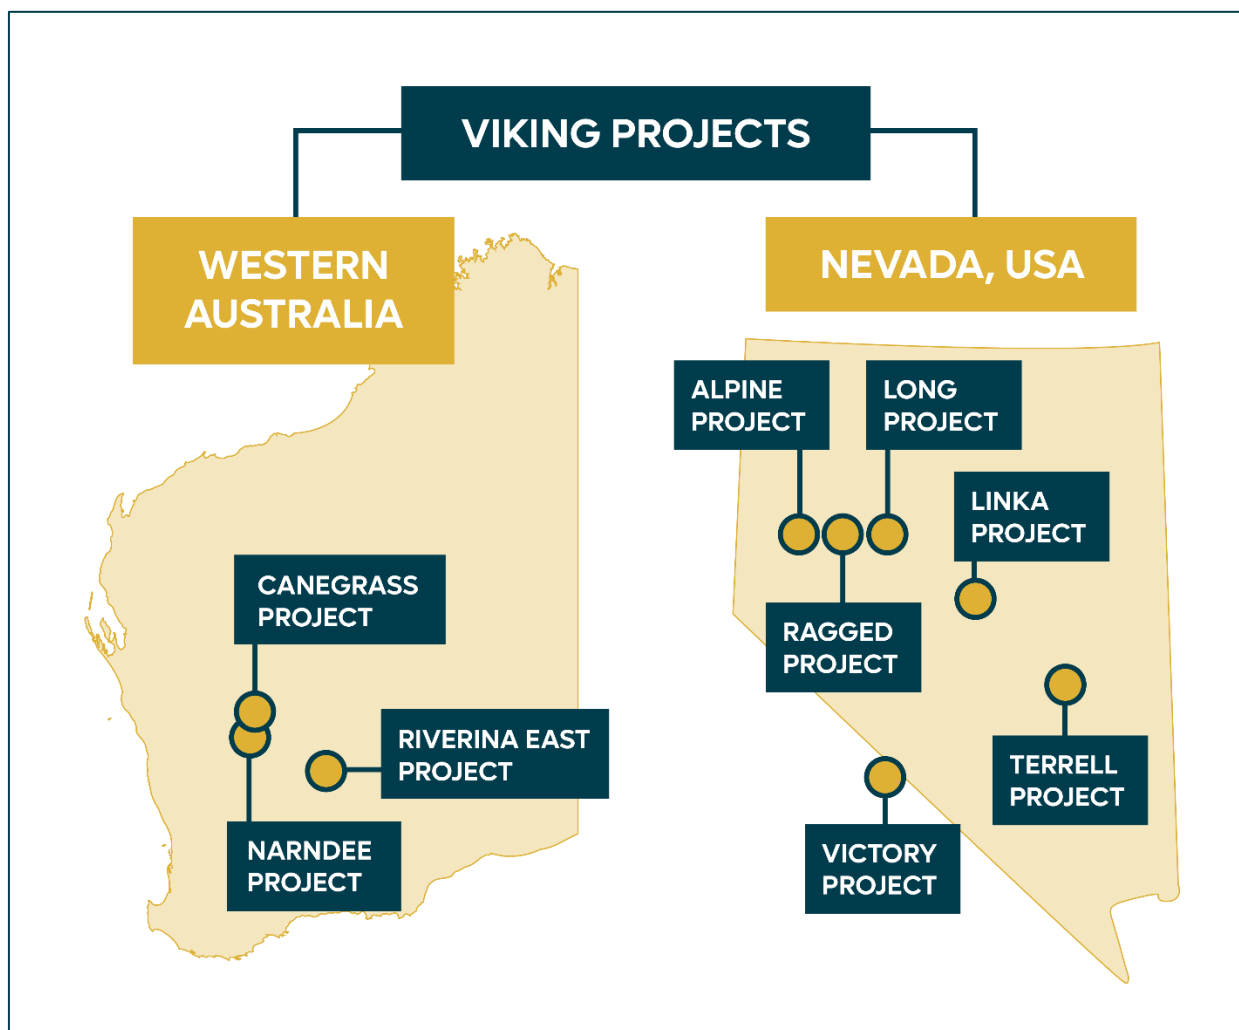 VIKING PROJECTS
WESTERN
AUSTRALIA
NEVADA, USA
ALPINE
PROJECT
LONG
PROJECT
LINKA
PROJECT
CANEGRASS
PROJECT
RAGGED
PROJECT
RIVERINA EAST
PROJECT
TERRELL
PROJECT
NARNDEE
PROJECT
VICTORY
PROJECT